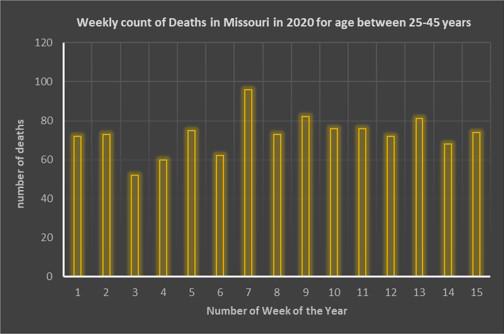 Weekly count of Deaths in Missouri in 2020 for age between 25-45 years
120
100
80
60
40
20
0
number of deaths
1 2 3 4 5 6 7 8 9 10 11 12 13 14 15
Number of Week of the Year